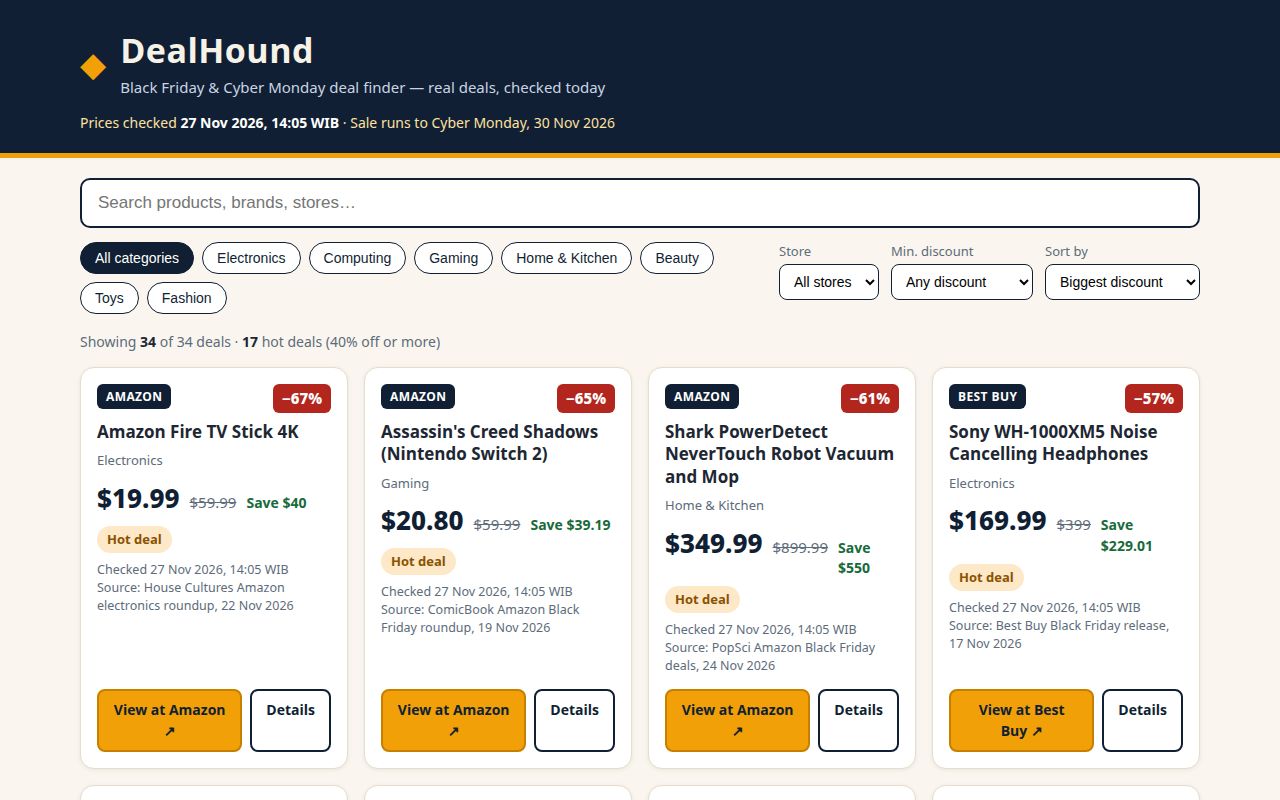 DealHound
Black Friday & Cyber Monday deal finder — real deals, checked today
Prices checked 27 Nov 2026, 14:05 WIB · Sale runs to Cyber Monday, 30 Nov 2026
Search products, brands, stores…
All categories
Electronics
Computing
Gaming
Home & Kitchen
Beauty
Toys
Fashion
Store
All stores
Min. discount
Any discount
Sort by
Biggest discount
Showing 34 of 34 deals · 17 hot deals (40% off or more)
AMAZON
−67%
Amazon Fire TV Stick 4K
Electronics
$19.99 $59.99 Save $40
Hot deal
Checked 27 Nov 2026, 14:05 WIB
Source: House Cultures Amazon
electronics roundup, 22 Nov 2026
View at Amazon
↗
Details
AMAZON
−65%
Assassin's Creed Shadows
(Nintendo Switch 2)
Gaming
$20.80 $59.99 Save $39.19
Hot deal
Checked 27 Nov 2026, 14:05 WIB
Source: ComicBook Amazon Black
Friday roundup, 19 Nov 2026
View at Amazon
↗
Details
AMAZON
−61%
Shark PowerDetect
NeverTouch Robot Vacuum
and Mop
Home & Kitchen
$349.99 $899.99 Save
$550
Hot deal
Checked 27 Nov 2026, 14:05 WIB
Source: PopSci Amazon Black Friday
deals, 24 Nov 2026
View at Amazon
↗
Details
BEST BUY
−57%
Sony WH-1000XM5 Noise
Cancelling Headphones
Electronics
$169.99 $399 Save
$229.01
Hot deal
Checked 27 Nov 2026, 14:05 WIB
Source: Best Buy Black Friday release,
17 Nov 2026
View at Best
Buy ↗
Details